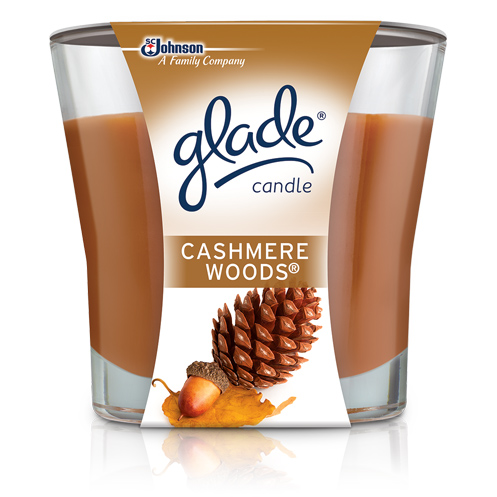 SC Johnson
A Family Company
glade®
candle
CASHMERE
WOODS®